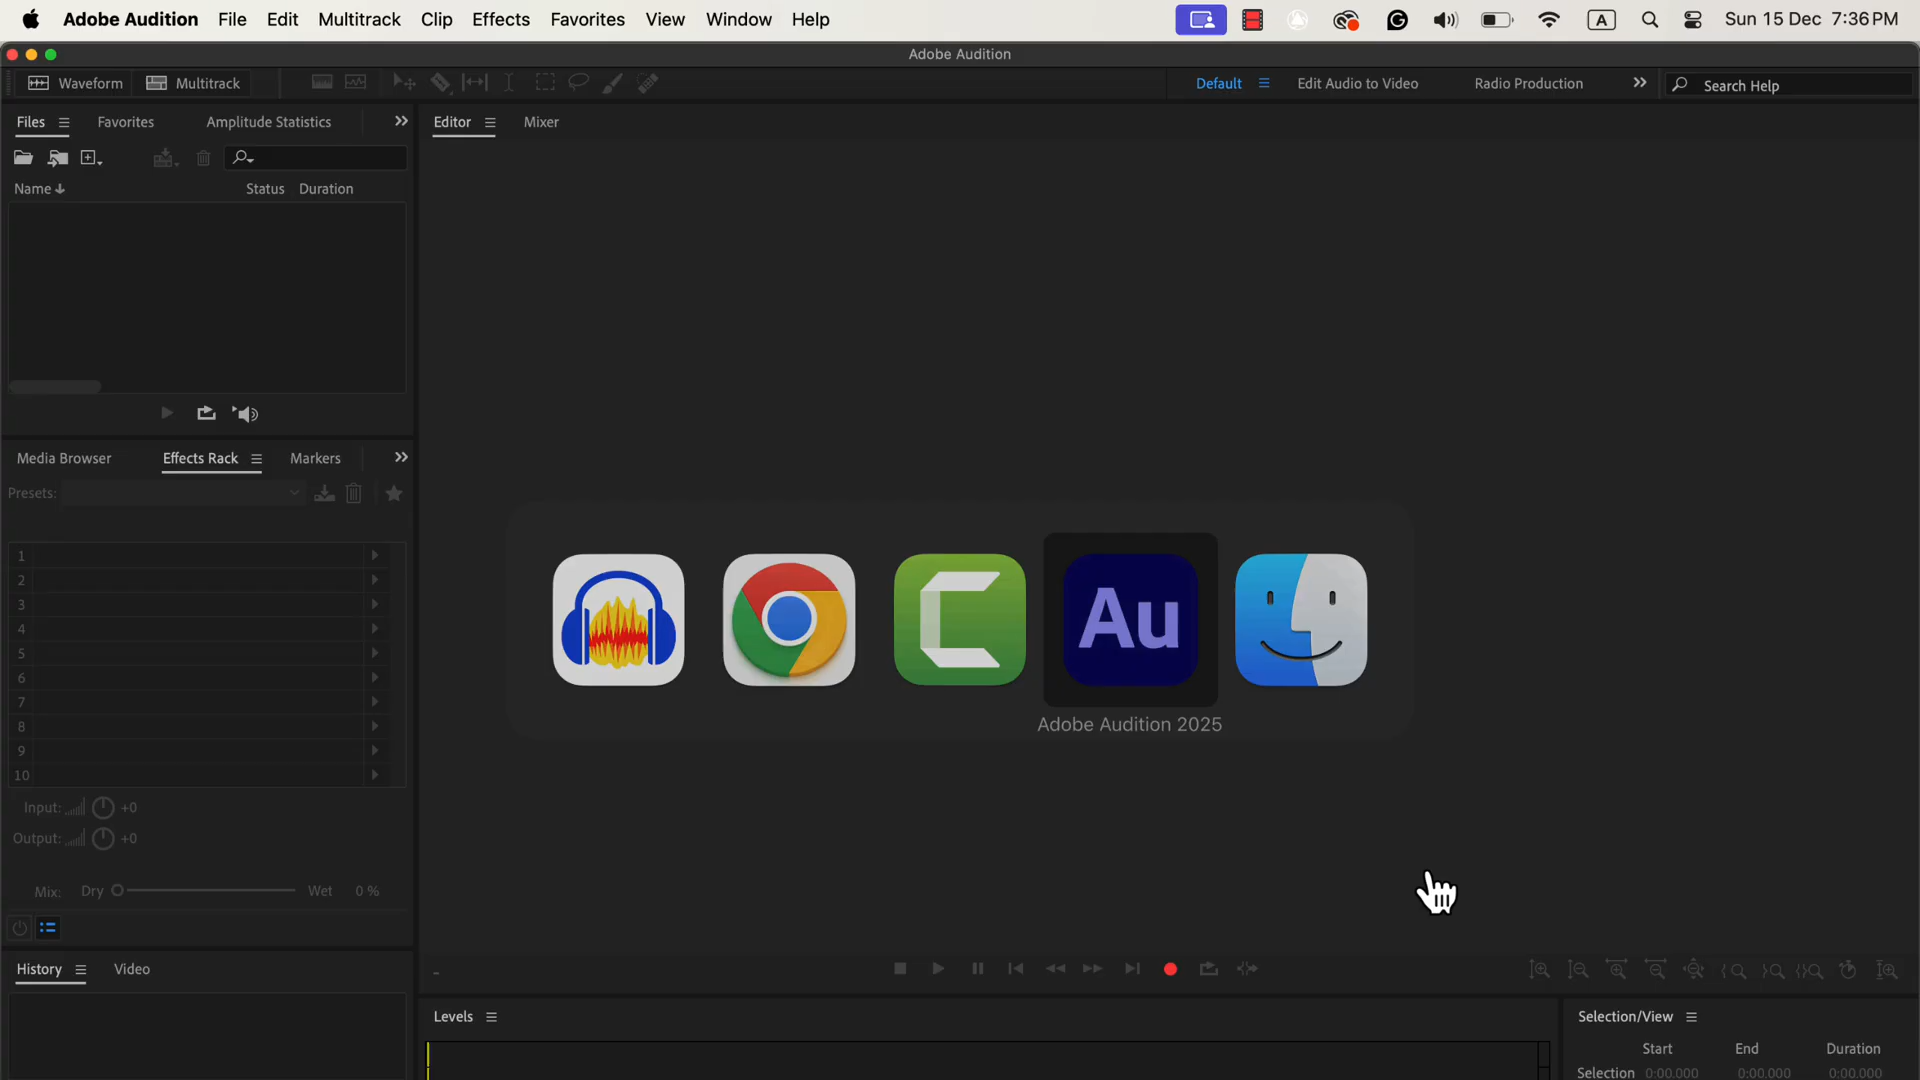 Adobe Audition File Edit Multitrack Clip Effects Favorites View Window Help A Sun 15 Dec 7:36 PM
Adobe Audition
Waveform Multitrack Default Edit Audio to Video Radio Production Search Help
Files Favorites Amplitude Statistics Editor Mixer
Name Status Duration
Media Browser Effects Rack Markers
Presets:
1
2
3
4
5
6
7
8
9
10
Au
Adobe Audition 2025
Input: +0
Output: +0
Mix: Dry Wet 0 %
History Video
Levels Selection/View
Start End Duration
Selection 0:00.000 0:00.000 0:00.000